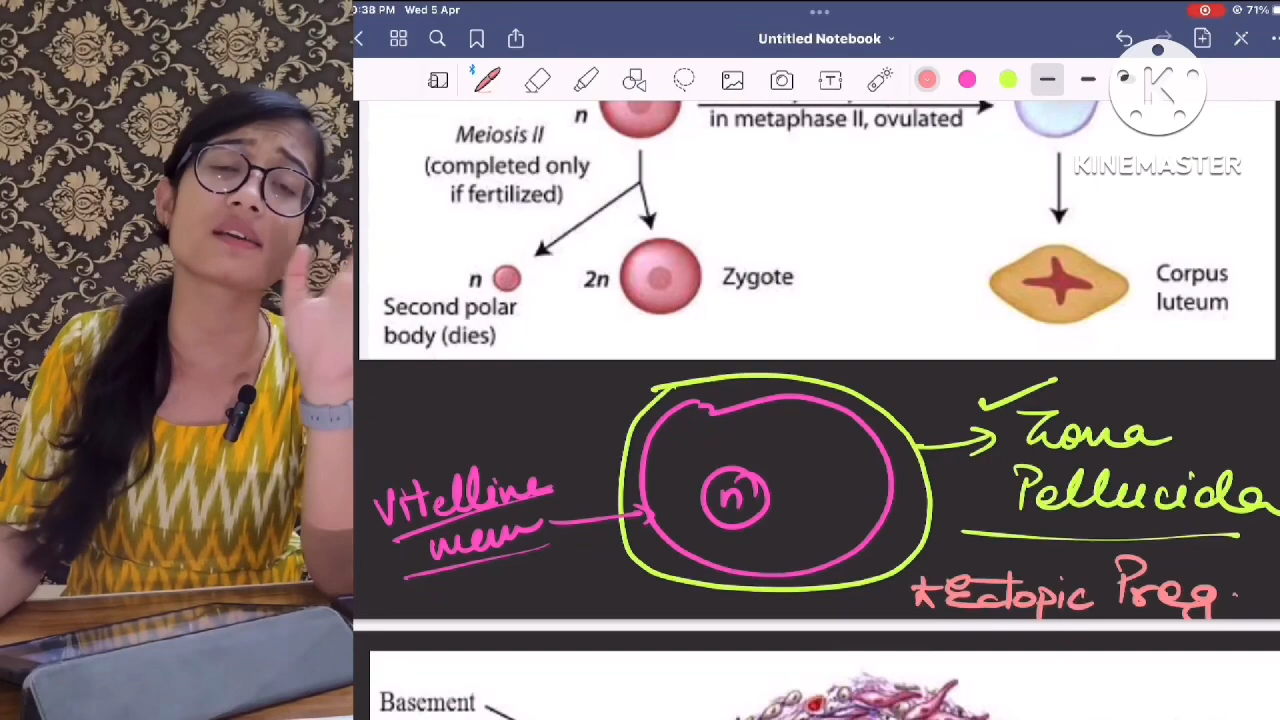 0:38 PM Wed 5 Apr
71%
Untitled Notebook
KINEMASTER
n
in metaphase II, ovulated
Meiosis II
(completed only
if fertilized)
n
2n
Zygote
Second polar
body (dies)
Corpus
luteum
Zona
Pellucida
Vitelline
mem
n
*Ectopic Preg.
Basement